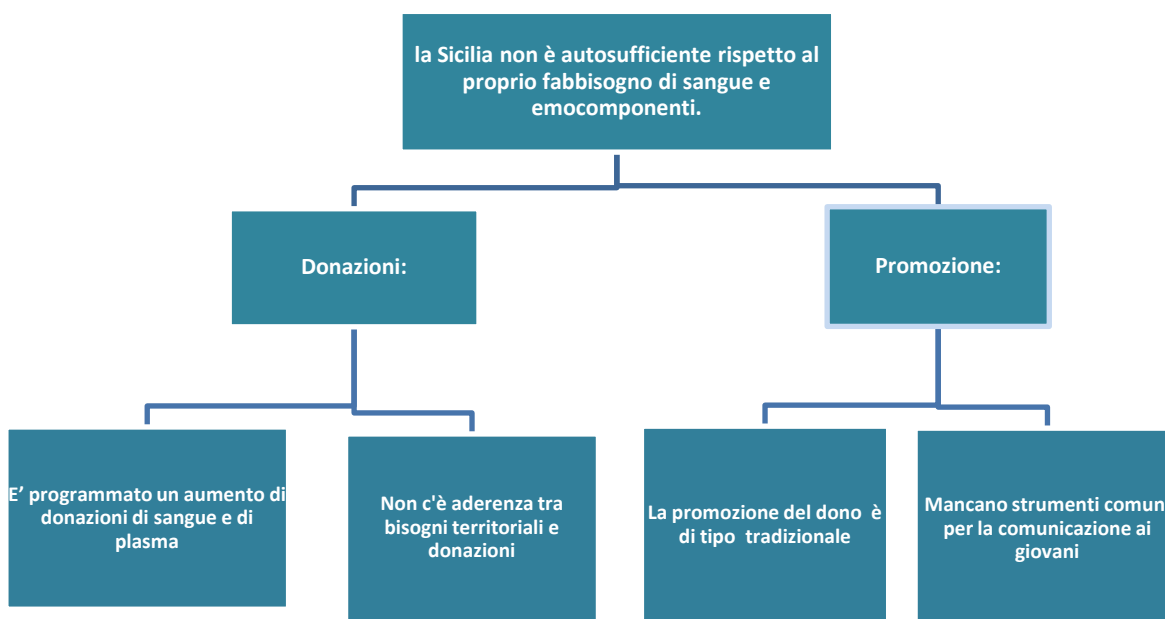 la Sicilia non è autosufficiente rispetto al
proprio fabbisogno di sangue e
emocomponenti.
Donazioni:
Promozione:
E’ programmato un aumento di
donazioni di sangue e di
plasma
Non c'è aderenza tra
bisogni territoriali e
donazioni
La promozione del dono è
di tipo tradizionale
Mancano strumenti comun
per la comunicazione ai
giovani